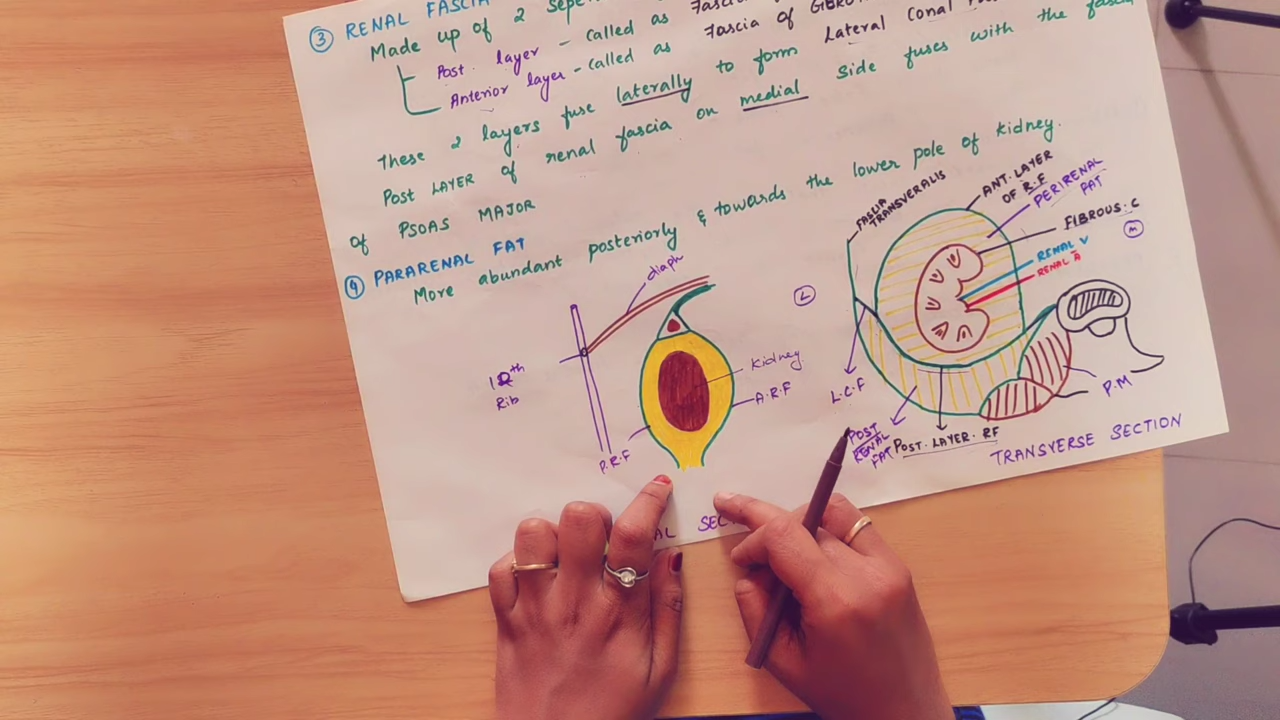 ③ RENAL FASCIA
Made up of 2
Post. layer - called as
Anterior layer - called as Fascia of
These 2 layers fuse laterally to form Lateral Conal
Post LAYER of renal fascia on medial side fuses with the fascia
of PSOAS MAJOR
④ PARARENAL FAT
More abundant posteriorly & towards the lower pole of kidney.
diaph
12th
Rib
Kidney
A.R.F
P.R.F
SEC
L
FASCIA
TRANSVERALIS
ANT. LAYER
OF R.F
PERIRENAL
FAT
FIBROUS. C
M
RENAL V
RENAL A
L.C.F
POST
RENAL
FAT
POST. LAYER. RF
P.M
TRANSVERSE SECTION